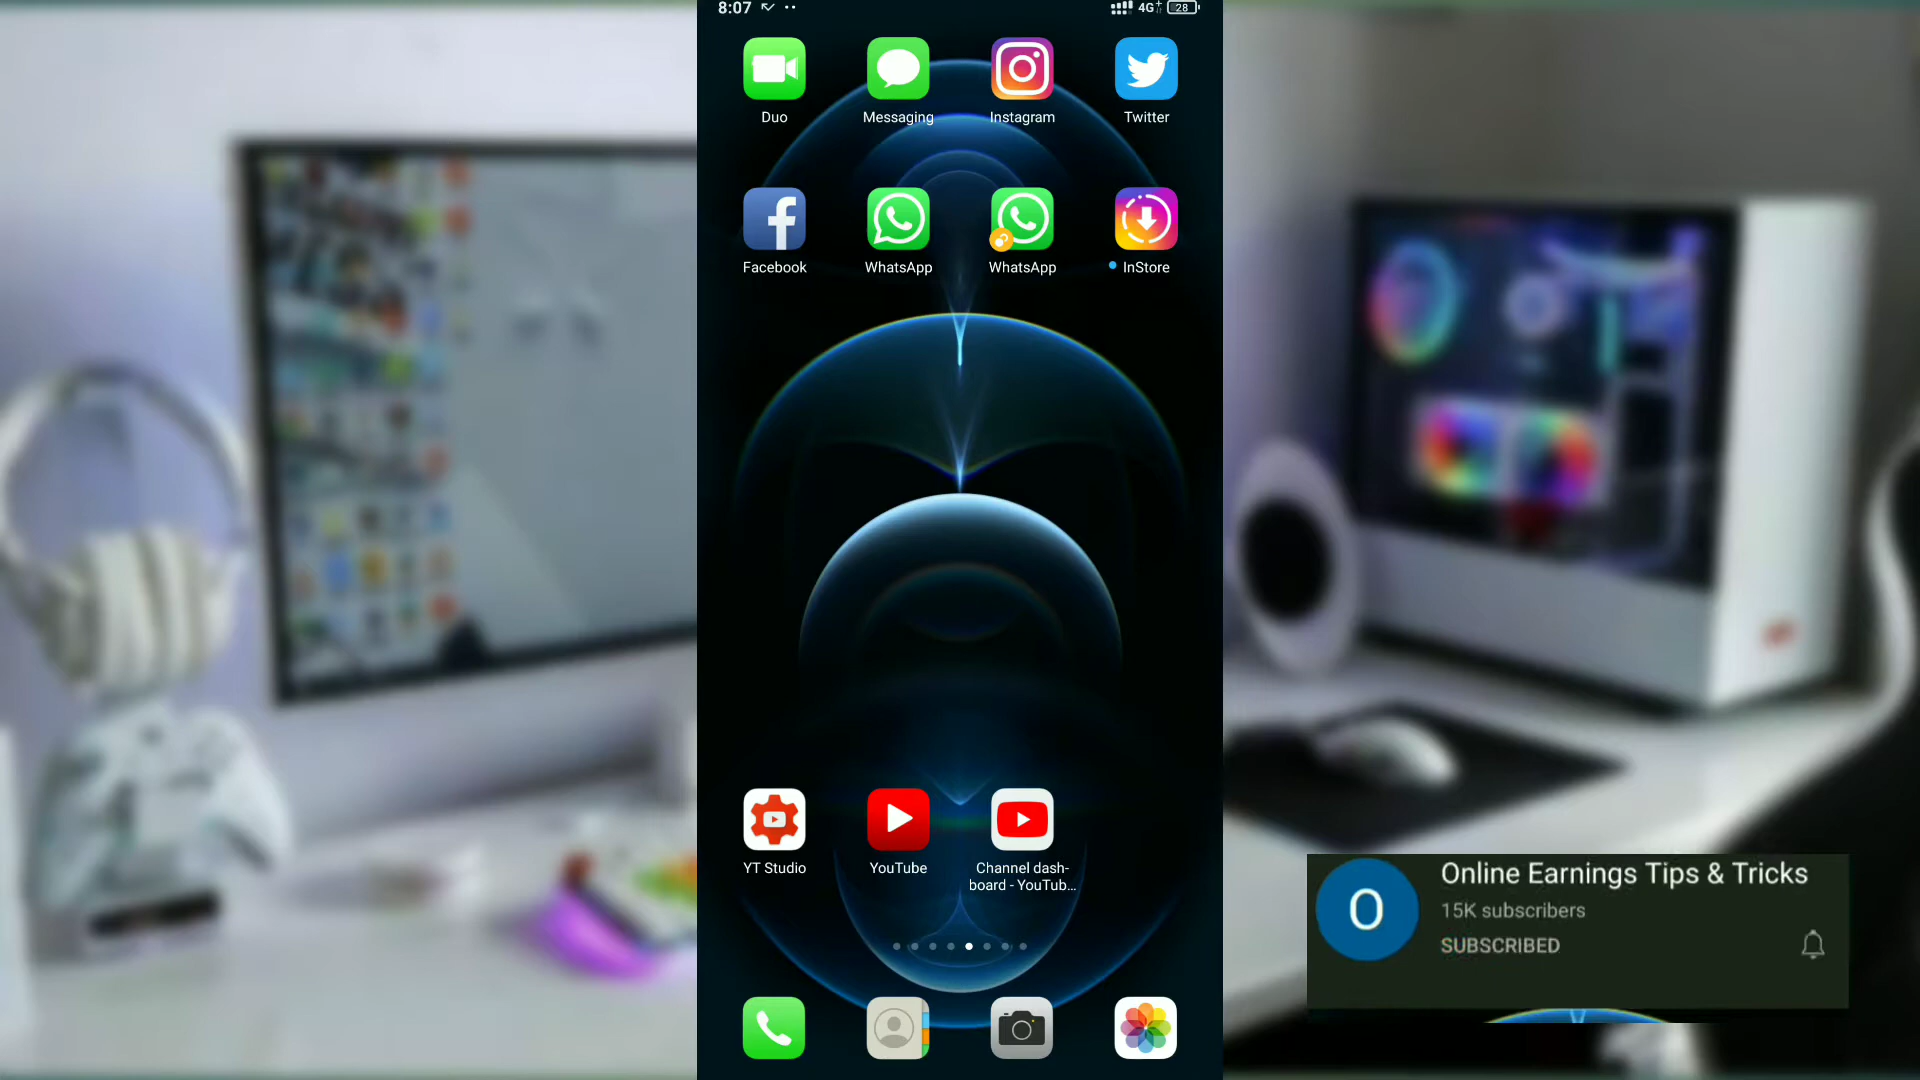 8:07
4G+
28
Duo
Messaging
Instagram
Twitter
Facebook
WhatsApp
WhatsApp
InStore
YT Studio
YouTube
Channel dash-
board - YouTub...
O
Online Earnings Tips & Tricks
15K subscribers
SUBSCRIBED